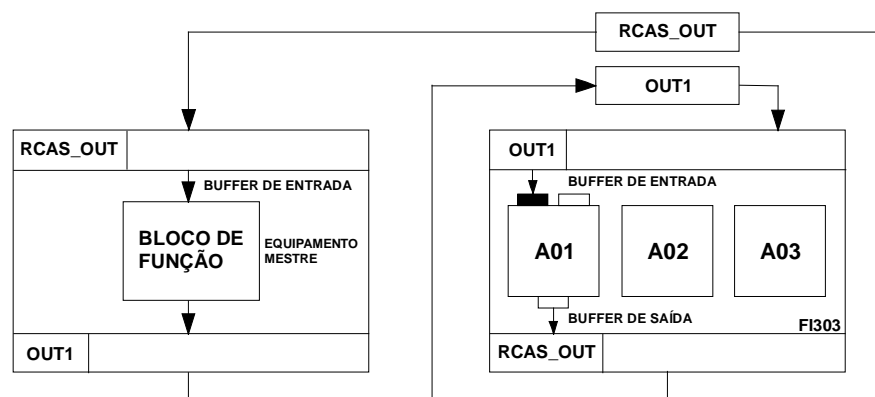 RCAS_OUT
OUT1
RCAS_OUT
BUFFER DE ENTRADA
BLOCO DE
FUNÇÃO
EQUIPAMENTO
MESTRE
OUT1
OUT1
BUFFER DE ENTRADA
A01
A02
A03
BUFFER DE SAÍDA
FI303
RCAS_OUT